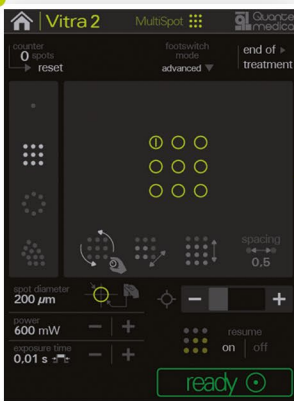 Vitra 2
MultiSpot
Quantel medical
counter
0 spots
reset
footswitch mode
advanced
end of treatment
spacing
0,5
spot diameter
200 µm
power
600 mW
exposure time
0,01 s
resume
on | off
ready